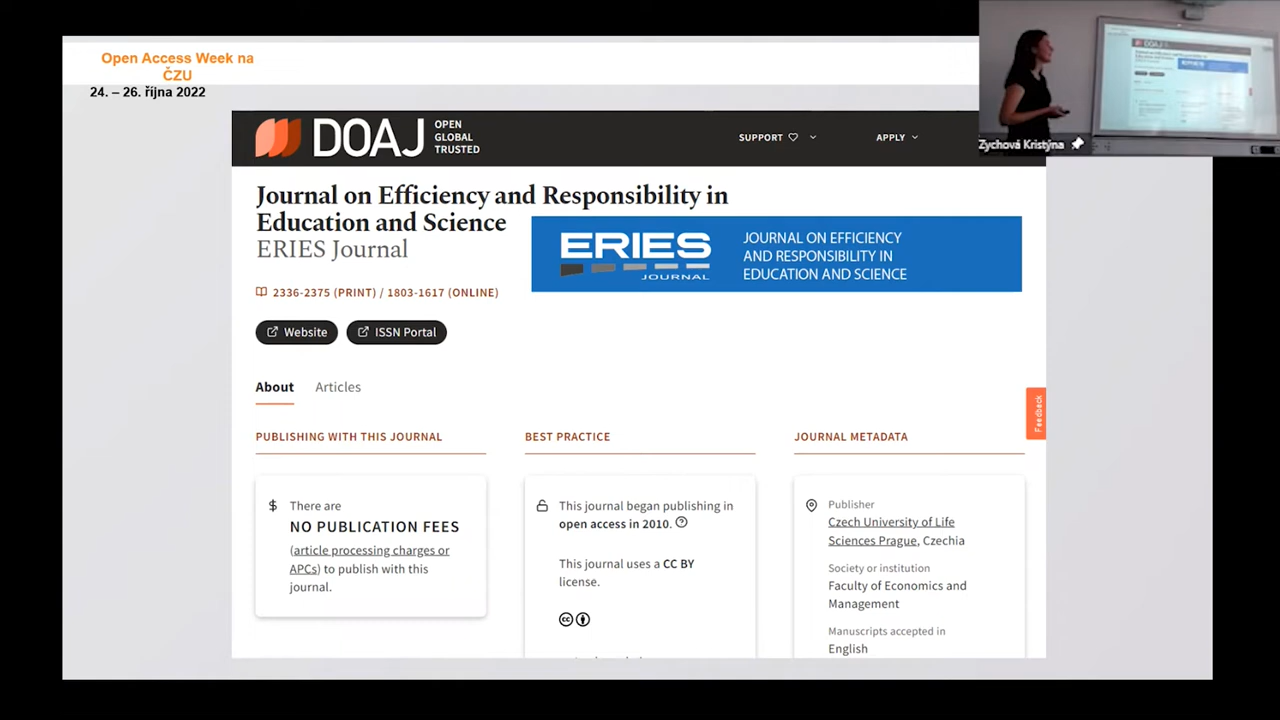 Open Access Week na
ČZU
24. – 26. října 2022
DOAJ
OPEN
GLOBAL
TRUSTED
SUPPORT
APPLY
Zychová Kristýna
Journal on Efficiency and Responsibility in
Education and Science
ERIES Journal
ERIES
JOURNAL
JOURNAL ON EFFICIENCY
AND RESPONSIBILITY IN
EDUCATION AND SCIENCE
2336-2375 (PRINT) / 1803-1617 (ONLINE)
Website
ISSN Portal
About
Articles
Feedback
PUBLISHING WITH THIS JOURNAL
There are
NO PUBLICATION FEES
(article processing charges or
APCs) to publish with this
journal.
BEST PRACTICE
This journal began publishing in
open access in 2010.
This journal uses a CC BY
license.
JOURNAL METADATA
Publisher
Czech University of Life
Sciences Prague, Czechia
Society or institution
Faculty of Economics and
Management
Manuscripts accepted in
English